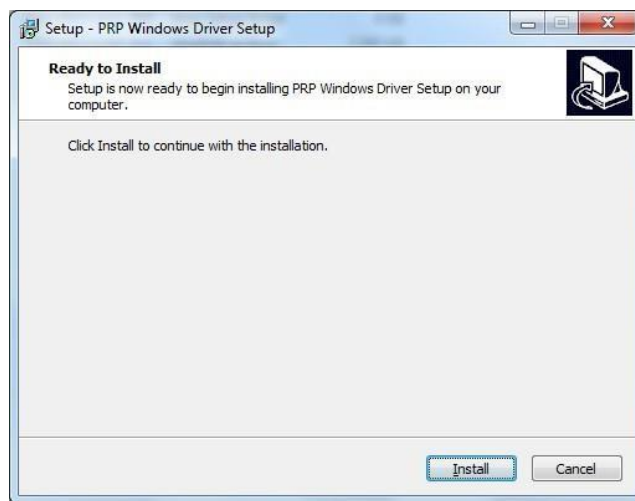 Setup - PRP Windows Driver Setup
Ready to Install
Setup is now ready to begin installing PRP Windows Driver Setup on your
computer.
Click Install to continue with the installation.
Install
Cancel